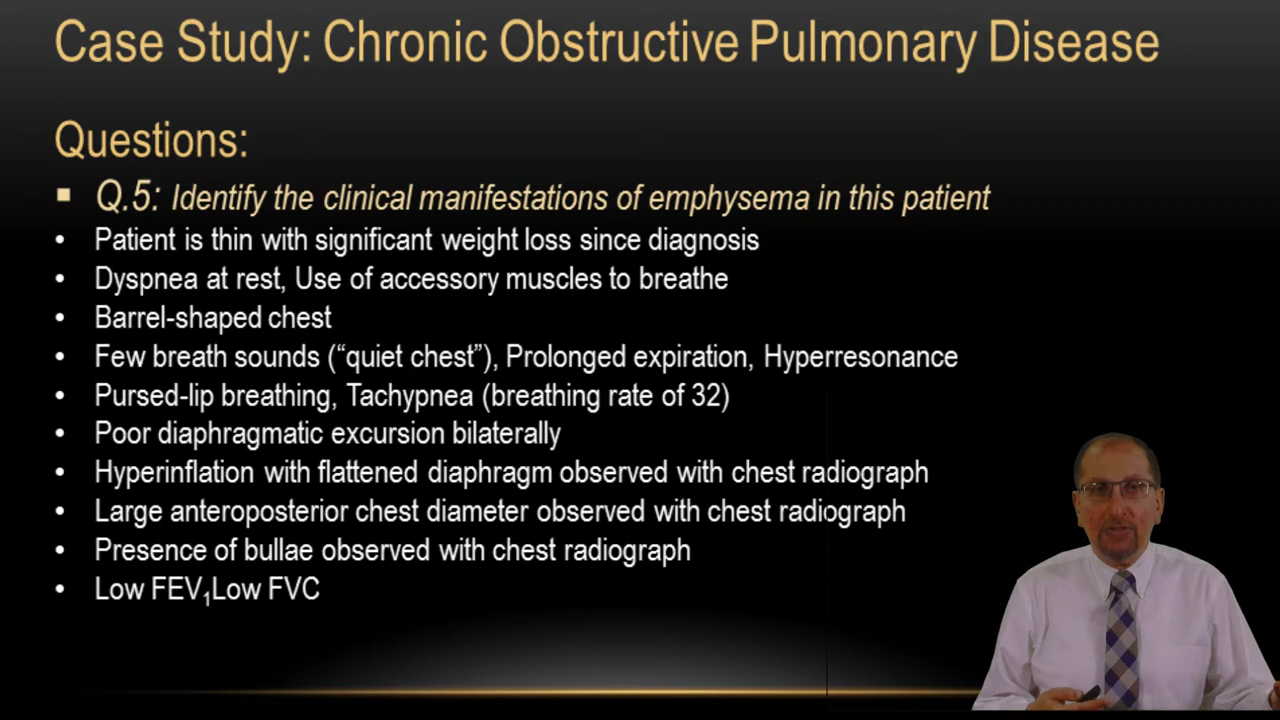 Case Study: Chronic Obstructive Pulmonary Disease
Questions:
▪ Q.5: Identify the clinical manifestations of emphysema in this patient
• Patient is thin with significant weight loss since diagnosis
• Dyspnea at rest, Use of accessory muscles to breathe
• Barrel-shaped chest
• Few breath sounds (“quiet chest”), Prolonged expiration, Hyperresonance
• Pursed-lip breathing, Tachypnea (breathing rate of 32)
• Poor diaphragmatic excursion bilaterally
• Hyperinflation with flattened diaphragm observed with chest radiograph
• Large anteroposterior chest diameter observed with chest radiograph
• Presence of bullae observed with chest radiograph
• Low FEV₁Low FVC